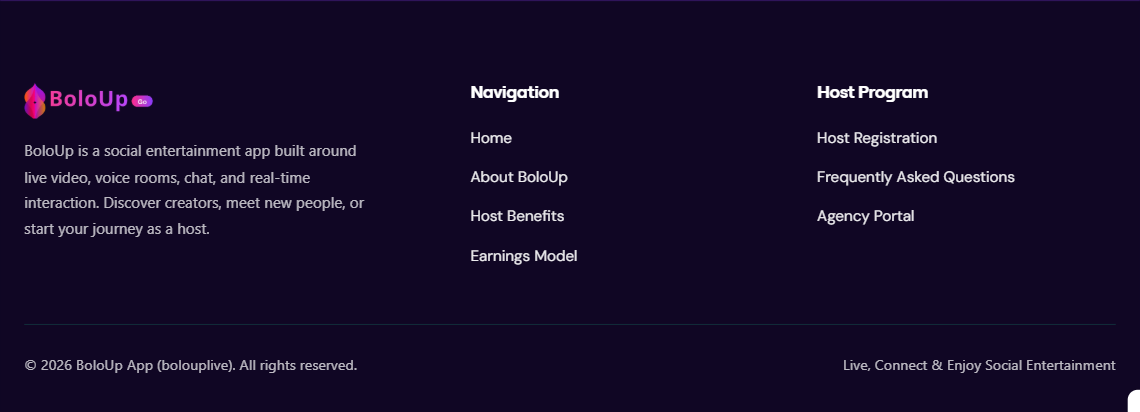 BoloUp Go
BoloUp is a social entertainment app built around
live video, voice rooms, chat, and real-time
interaction. Discover creators, meet new people, or
start your journey as a host.
Navigation
Home
About BoloUp
Host Benefits
Earnings Model
Host Program
Host Registration
Frequently Asked Questions
Agency Portal
© 2026 BoloUp App (bolouplive). All rights reserved.
Live, Connect & Enjoy Social Entertainment